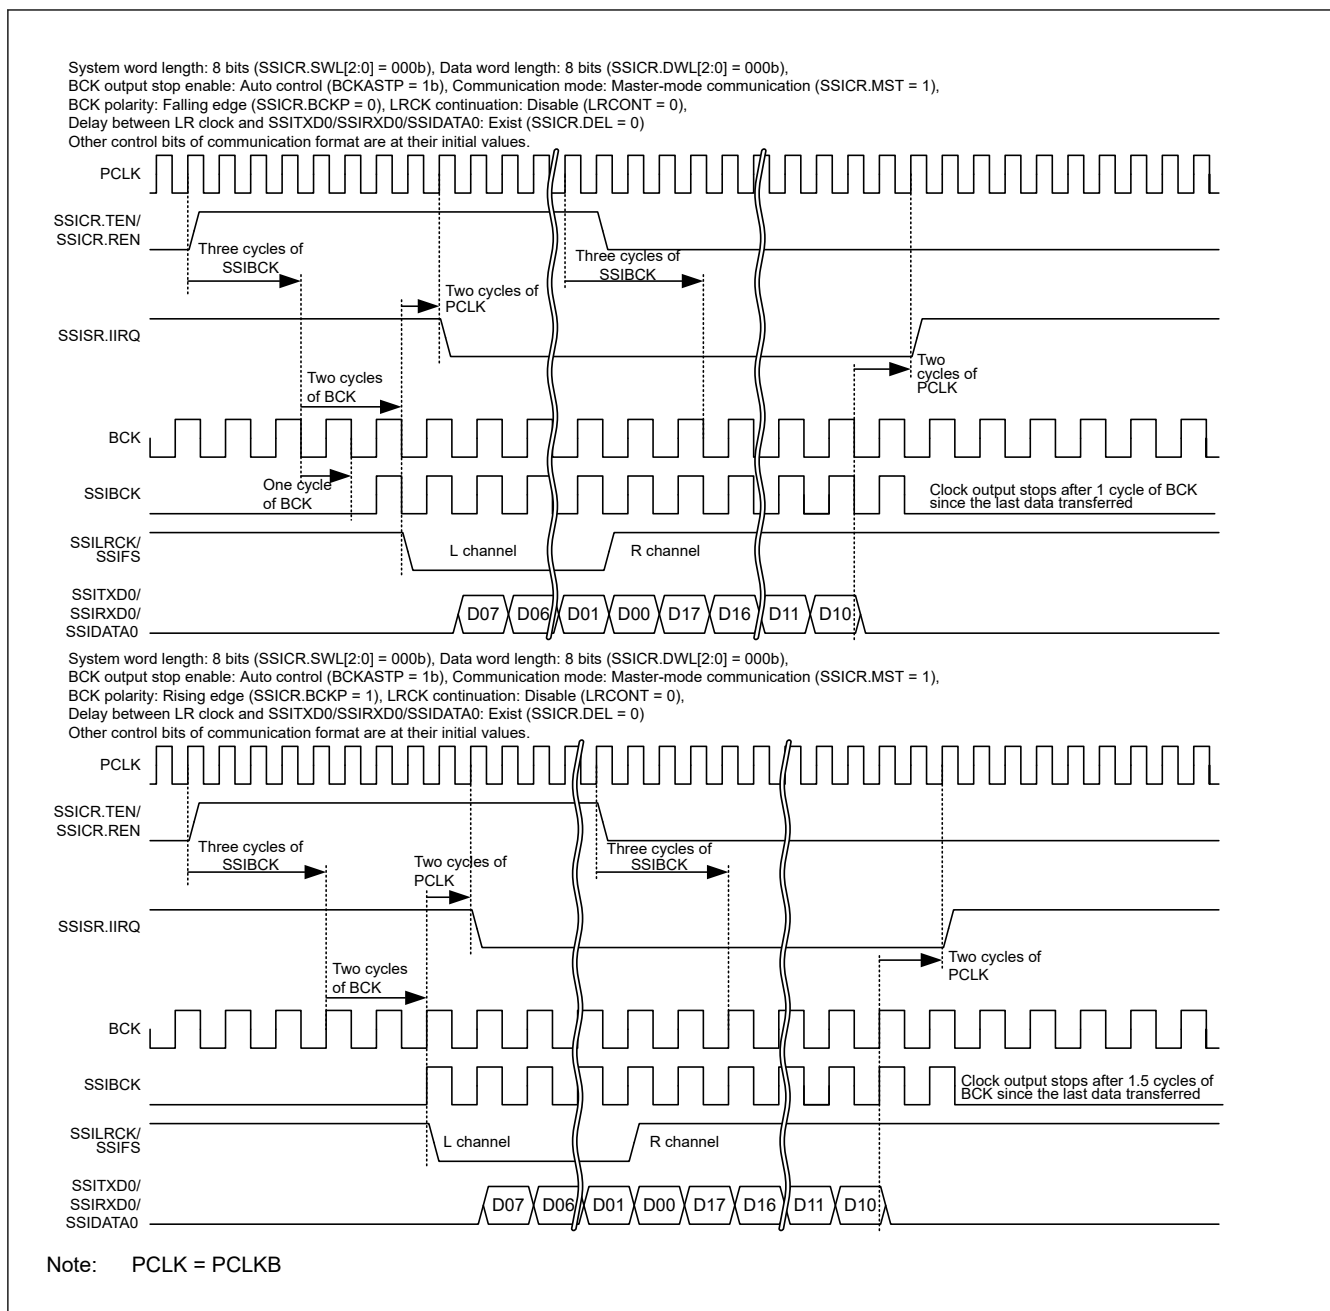 System word length: 8 bits (SSICR.SWL[2:0] = 000b), Data word length: 8 bits (SSICR.DWL[2:0] = 000b),
BCK output stop enable: Auto control (BCKASTP = 1b), Communication mode: Master-mode communication (SSICR.MST = 1),
BCK polarity: Falling edge (SSICR.BCKP = 0), LRCK continuation: Disable (LRCONT = 0),
Delay between LR clock and SSITXD0/SSIRXD0/SSIDATA0: Exist (SSICR.DEL = 0)
Other control bits of communication format are at their initial values.
PCLK
SSICR.TEN/
SSICR.REN
Three cycles of
SSIBCK
Three cycles of
SSIBCK
Two cycles of
PCLK
SSISR.IIRQ
Two
cycles of
PCLK
Two cycles
of BCK
BCK
One cycle
of BCK
SSIBCK
Clock output stops after 1 cycle of BCK
since the last data transferred
SSILRCK/
SSIFS
L channel
R channel
SSITXD0/
SSIRXD0/
SSIDATA0
D07 D06 D01 D00 D17 D16 D11 D10
System word length: 8 bits (SSICR.SWL[2:0] = 000b), Data word length: 8 bits (SSICR.DWL[2:0] = 000b),
BCK output stop enable: Auto control (BCKASTP = 1b), Communication mode: Master-mode communication (SSICR.MST = 1),
BCK polarity: Rising edge (SSICR.BCKP = 1), LRCK continuation: Disable (LRCONT = 0),
Delay between LR clock and SSITXD0/SSIRXD0/SSIDATA0: Exist (SSICR.DEL = 0)
Other control bits of communication format are at their initial values.
PCLK
SSICR.TEN/
SSICR.REN
Three cycles of
SSIBCK
Two cycles of
PCLK
Three cycles of
SSIBCK
SSISR.IIRQ
Two cycles of
PCLK
Two cycles
of BCK
BCK
SSIBCK
Clock output stops after 1.5 cycles of
BCK since the last data transferred
SSILRCK/
SSIFS
L channel
R channel
SSITXD0/
SSIRXD0/
SSIDATA0
D07 D06 D01 D00 D17 D16 D11 D10
Note: PCLK = PCLKB